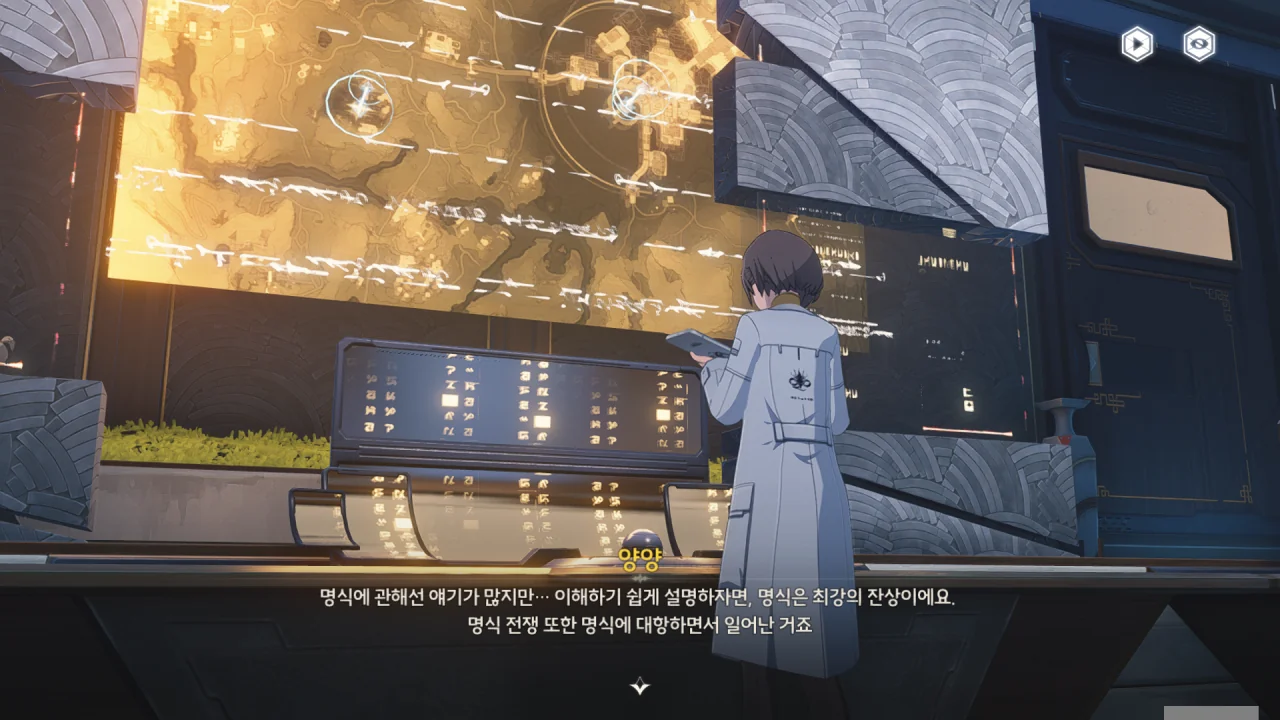 양양
명식에 관해선 얘기가 많지만… 이해하기 쉽게 설명하자면, 명식은 최강의 잔상이에요.
명식 전쟁 또한 명식에 대항하면서 일어난 거죠